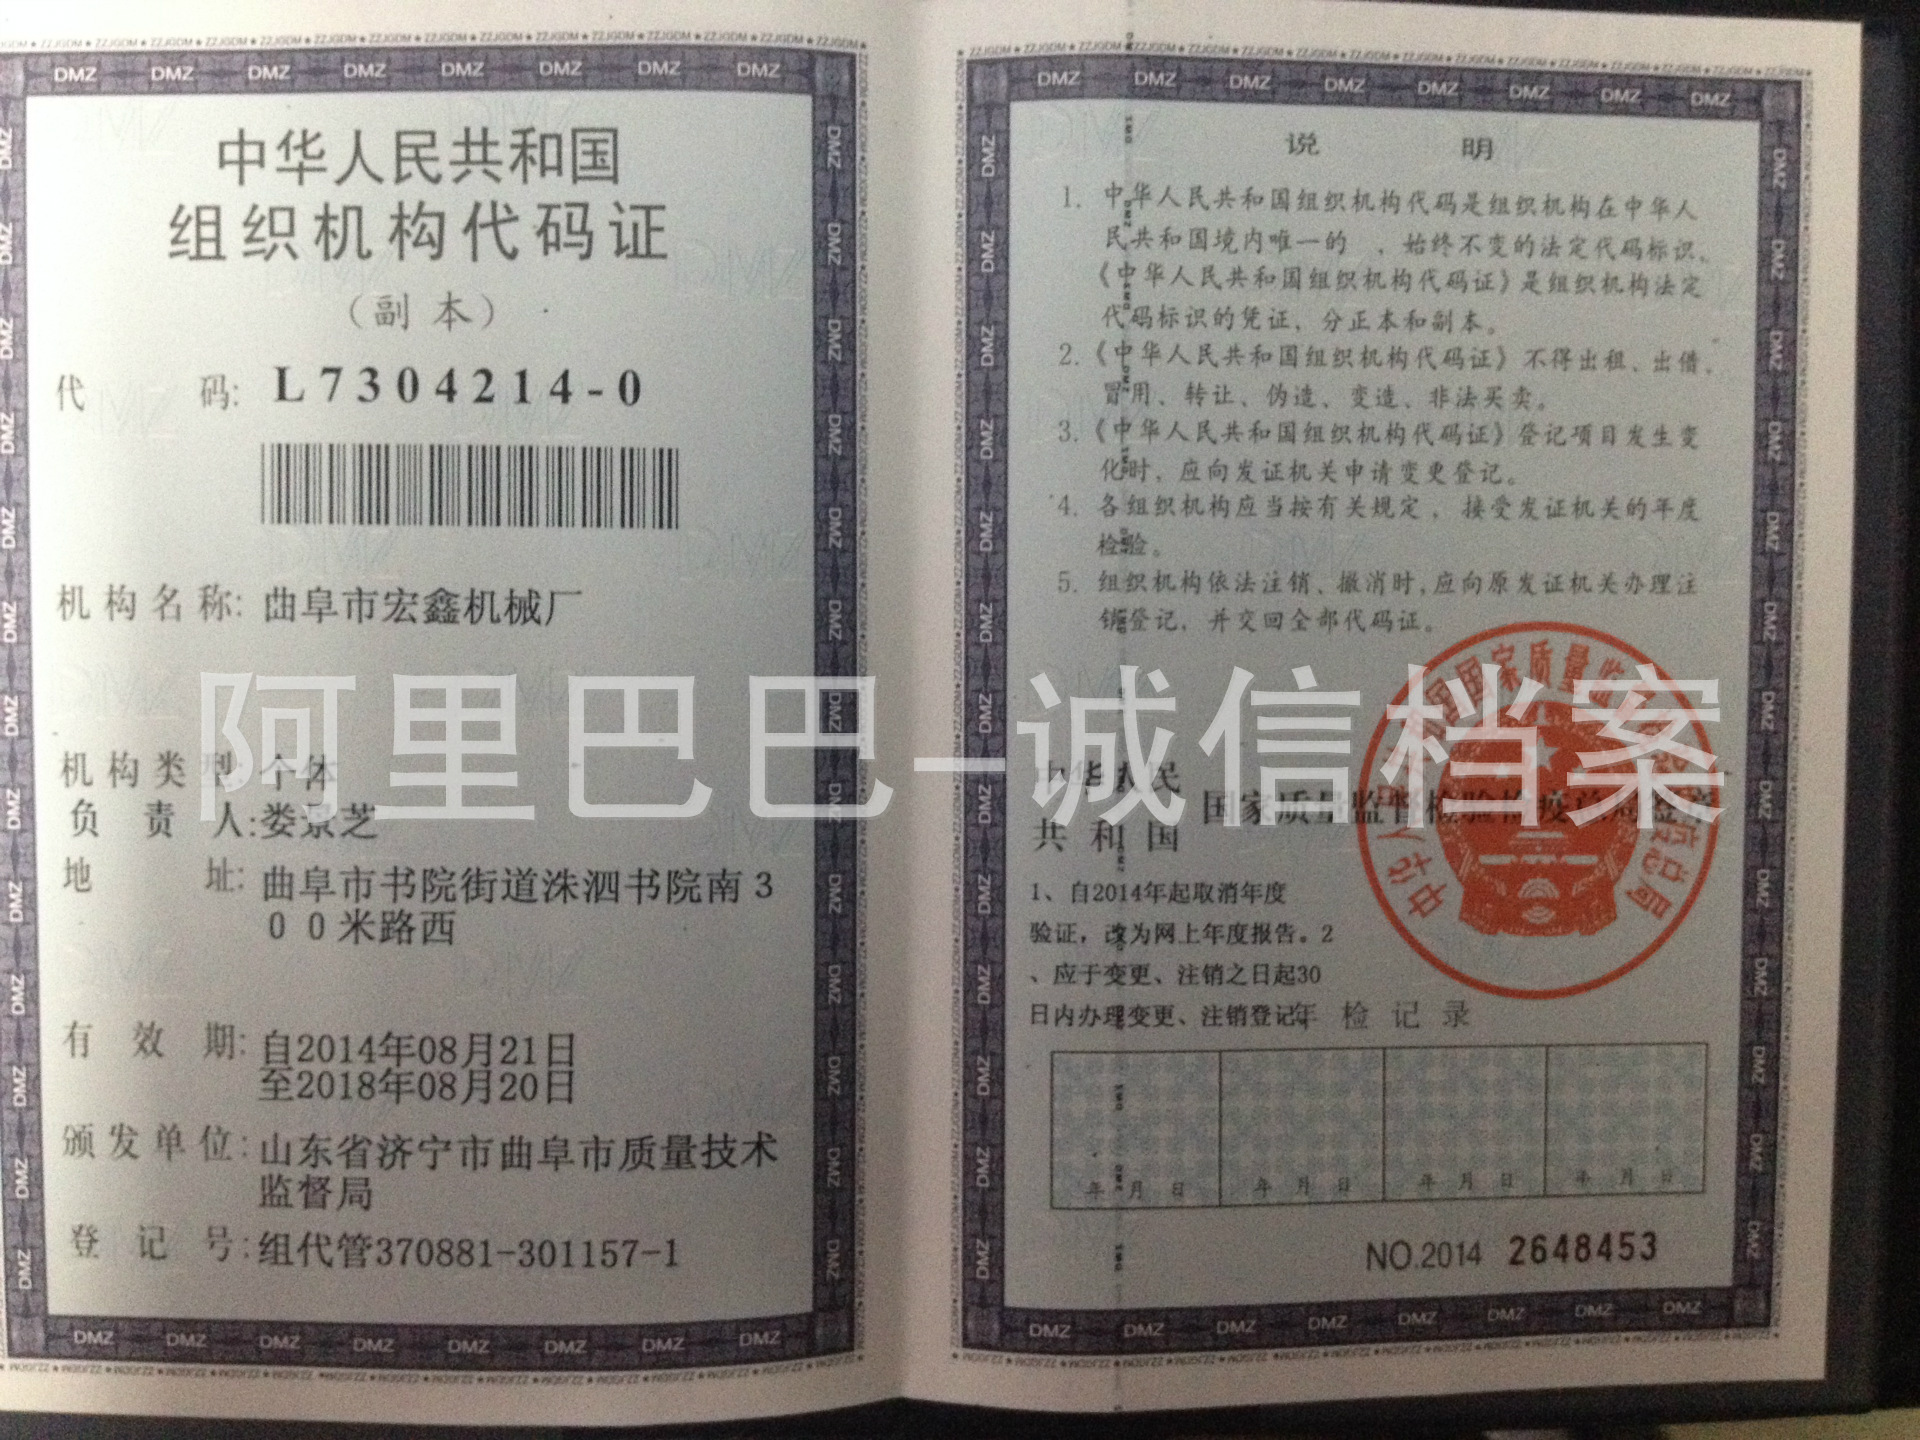 中华人民共和国
组织机构代码证
（副 本）
代 码: L7304214-0
机构名称: 曲阜市宏鑫机械厂
机构类型: 个体
负责人: 娄景芝
地 址: 曲阜市书院街道洙泗书院南３
００米路西
有效期: 自2014年08月21日
至2018年08月20日
颁发单位: 山东省济宁市曲阜市质量技术
监督局
登记号: 组代管370881-301157-1
说 明
1. 中华人民共和国组织机构代码是组织机构在中华人
民共和国境内唯一的 、始终不变的法定代码标识。
《中华人民共和国组织机构代码证》是组织机构法定
代码标识的凭证，分正本和副本。
2.《中华人民共和国组织机构代码证》不得出租、出借、
冒用、转让、伪造、变造、非法买卖。
3.《中华人民共和国组织机构代码证》登记项目发生变
化时，应向发证机关申请变更登记。
4. 各组织机构应当按有关规定，接受发证机关的年度
检验。
5. 组织机构依法注销、撤消时,应向原发证机关办理注
销登记，并交回全部代码证。
阿里巴巴-诚信档案
中华人民
共和国
国家质量监督检验检疫总局签章
1、自2014年起取消年度
验证，改为网上年度报告。2
、应于变更、注销之日起30
日内办理变更、注销登记。
年检记录
年 月 日 年 月 日 年 月 日 年 月 日
NO.2014 2648453